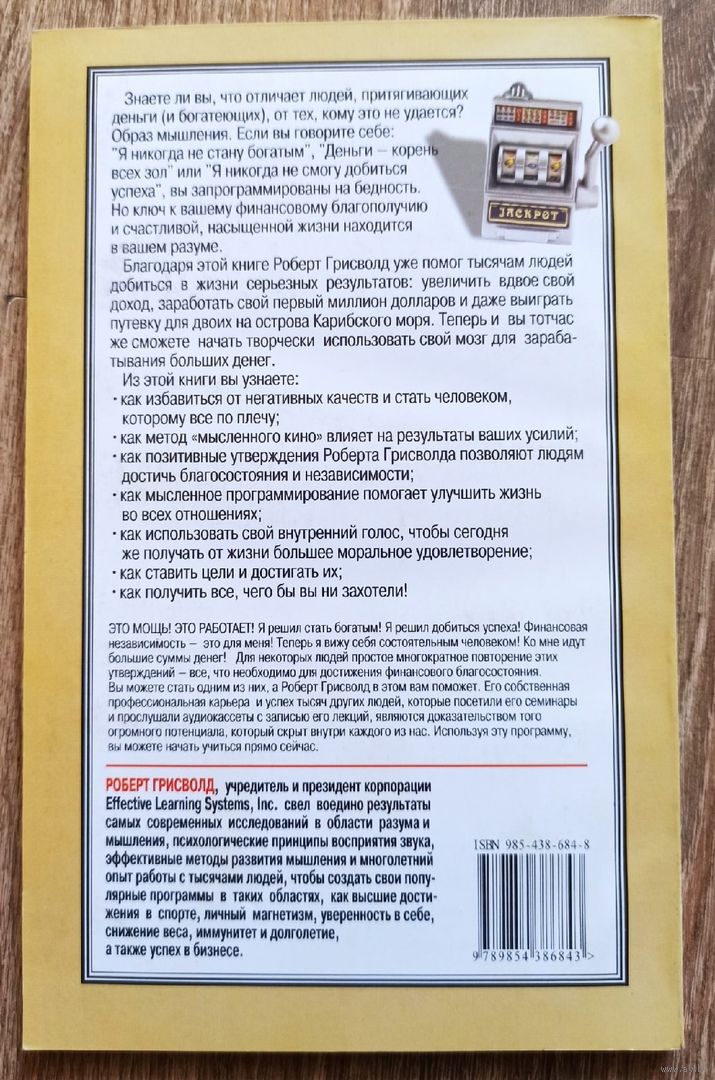 Знаете ли вы, что отличает людей, притягивающих
деньги (и богатеющих), от тех, кому это не удается?
Образ мышления. Если вы говорите себе:
"Я никогда не стану богатым", "Деньги – корень
всех зол" или "Я никогда не смогу добиться
успеха", вы запрограммированы на бедность.
Но ключ к вашему финансовому благополучию
и счастливой, насыщенной жизни находится
в вашем разуме.
JACKPOT
Благодаря этой книге Роберт Грисволд уже помог тысячам людей
добиться в жизни серьезных результатов: увеличить вдвое свой
доход, заработать свой первый миллион долларов и даже выиграть
путевку для двоих на острова Карибского моря. Теперь и вы тотчас
же сможете начать творчески использовать свой мозг для зараба-
тывания больших денег.
Из этой книги вы узнаете:
· как избавиться от негативных качеств и стать человеком,
которому все по плечу;
· как метод «мысленного кино» влияет на результаты ваших усилий;
· как позитивные утверждения Роберта Грисволда позволяют людям
достичь благосостояния и независимости;
· как мысленное программирование помогает улучшить жизнь
во всех отношениях;
· как использовать свой внутренний голос, чтобы сегодня
же получать от жизни большее моральное удовлетворение;
· как ставить цели и достигать их;
· как получить все, чего бы вы ни захотели!
ЭТО МОЩЬ! ЭТО РАБОТАЕТ! Я решил стать богатым! Я решил добиться успеха! Финансовая
независимость – это для меня! Теперь я вижу себя состоятельным человеком! Ко мне идут
большие суммы денег! Для некоторых людей простое многократное повторение этих
утверждений – все, что необходимо для достижения финансового благосостояния.
Вы можете стать одним из них, а Роберт Грисволд в этом вам поможет. Его собственная
профессиональная карьера и успех тысяч других людей, которые посетили его семинары
и прослушали аудиокассеты с записью его лекций, являются доказательством того
огромного потенциала, который скрыт внутри каждого из нас. Используя эту программу,
вы можете начать учиться прямо сейчас.
РОБЕРТ ГРИСВОЛД, учредитель и президент корпорации
Effective Learning Systems, Inc. свел воедино результаты
самых современных исследований в области разума и
мышления, психологические принципы восприятия звука,
эффективные методы развития мышления и многолетний
опыт работы с тысячами людей, чтобы создать свои попу-
лярные программы в таких областях, как высшие дости-
жения в спорте, личный магнетизм, уверенность в себе,
снижение веса, иммунитет и долголетие,
а также успех в бизнесе.
ISBN 985-438-684-8
9 789854 386843 >